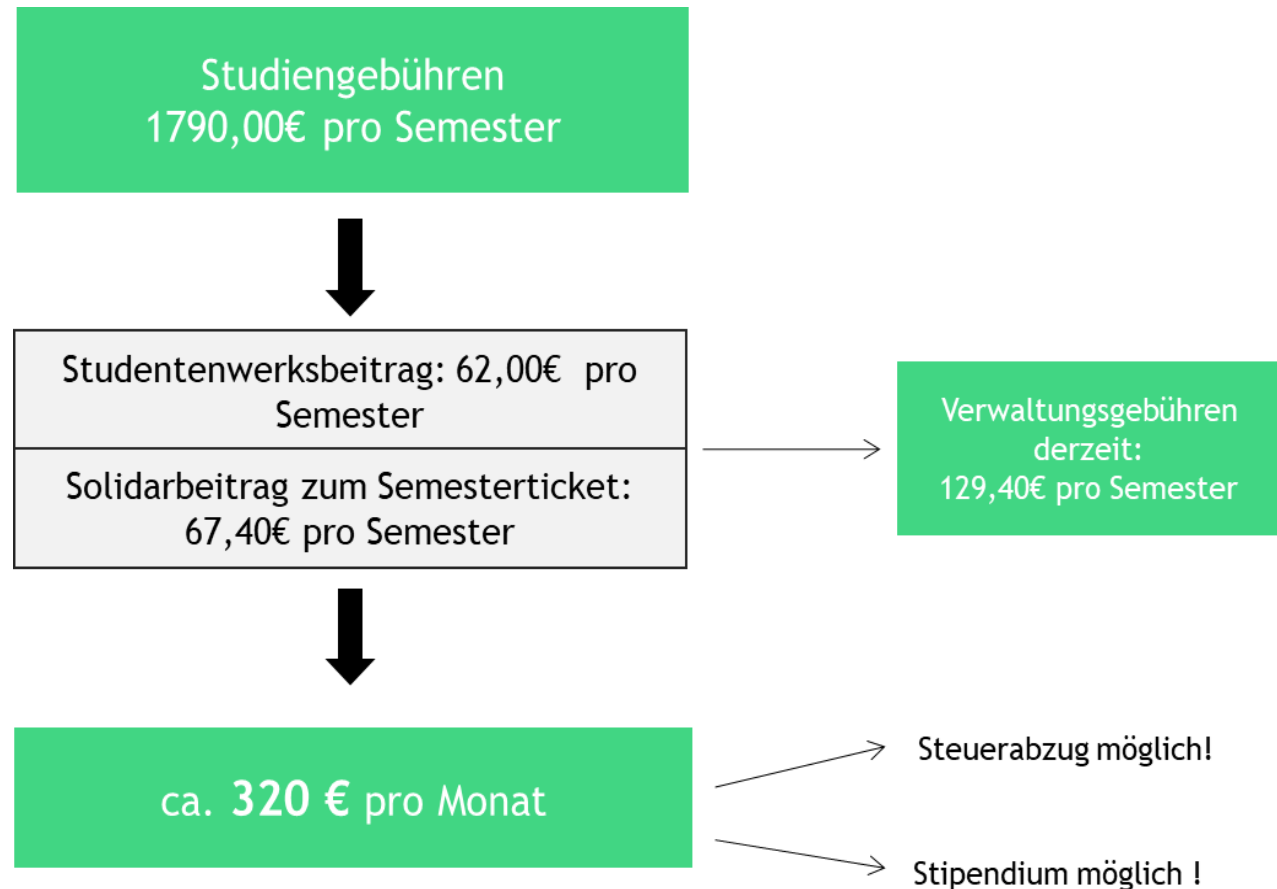 Studiengebühren
1790,00€ pro Semester
Studentenwerksbeitrag: 62,00€ pro
Semester
Solidarbeitrag zum Semesterticket:
67,40€ pro Semester
Verwaltungsgebühren
derzeit:
129,40€ pro Semester
ca. 320 € pro Monat
Steuerabzug möglich!
Stipendium möglich !